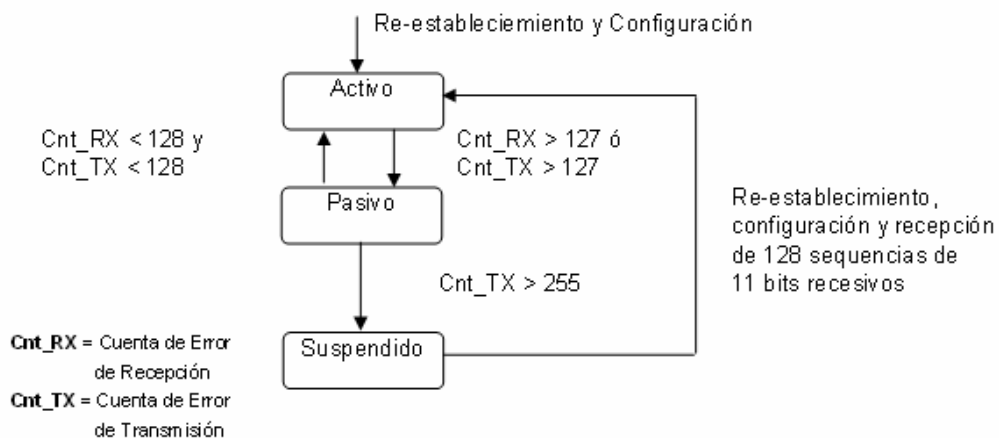 Re-estableciemiento y Configuración
Activo
Cnt_RX < 128 y
Cnt_TX < 128
Cnt_RX > 127 ó
Cnt_TX > 127
Pasivo
Re-establecimiento,
configuración y recepción
de 128 sequencias de
11 bits recesivos
Cnt_TX > 255
Suspendido
Cnt_RX = Cuenta de Error
de Recepción
Cnt_TX = Cuenta de Error
de Transmisión